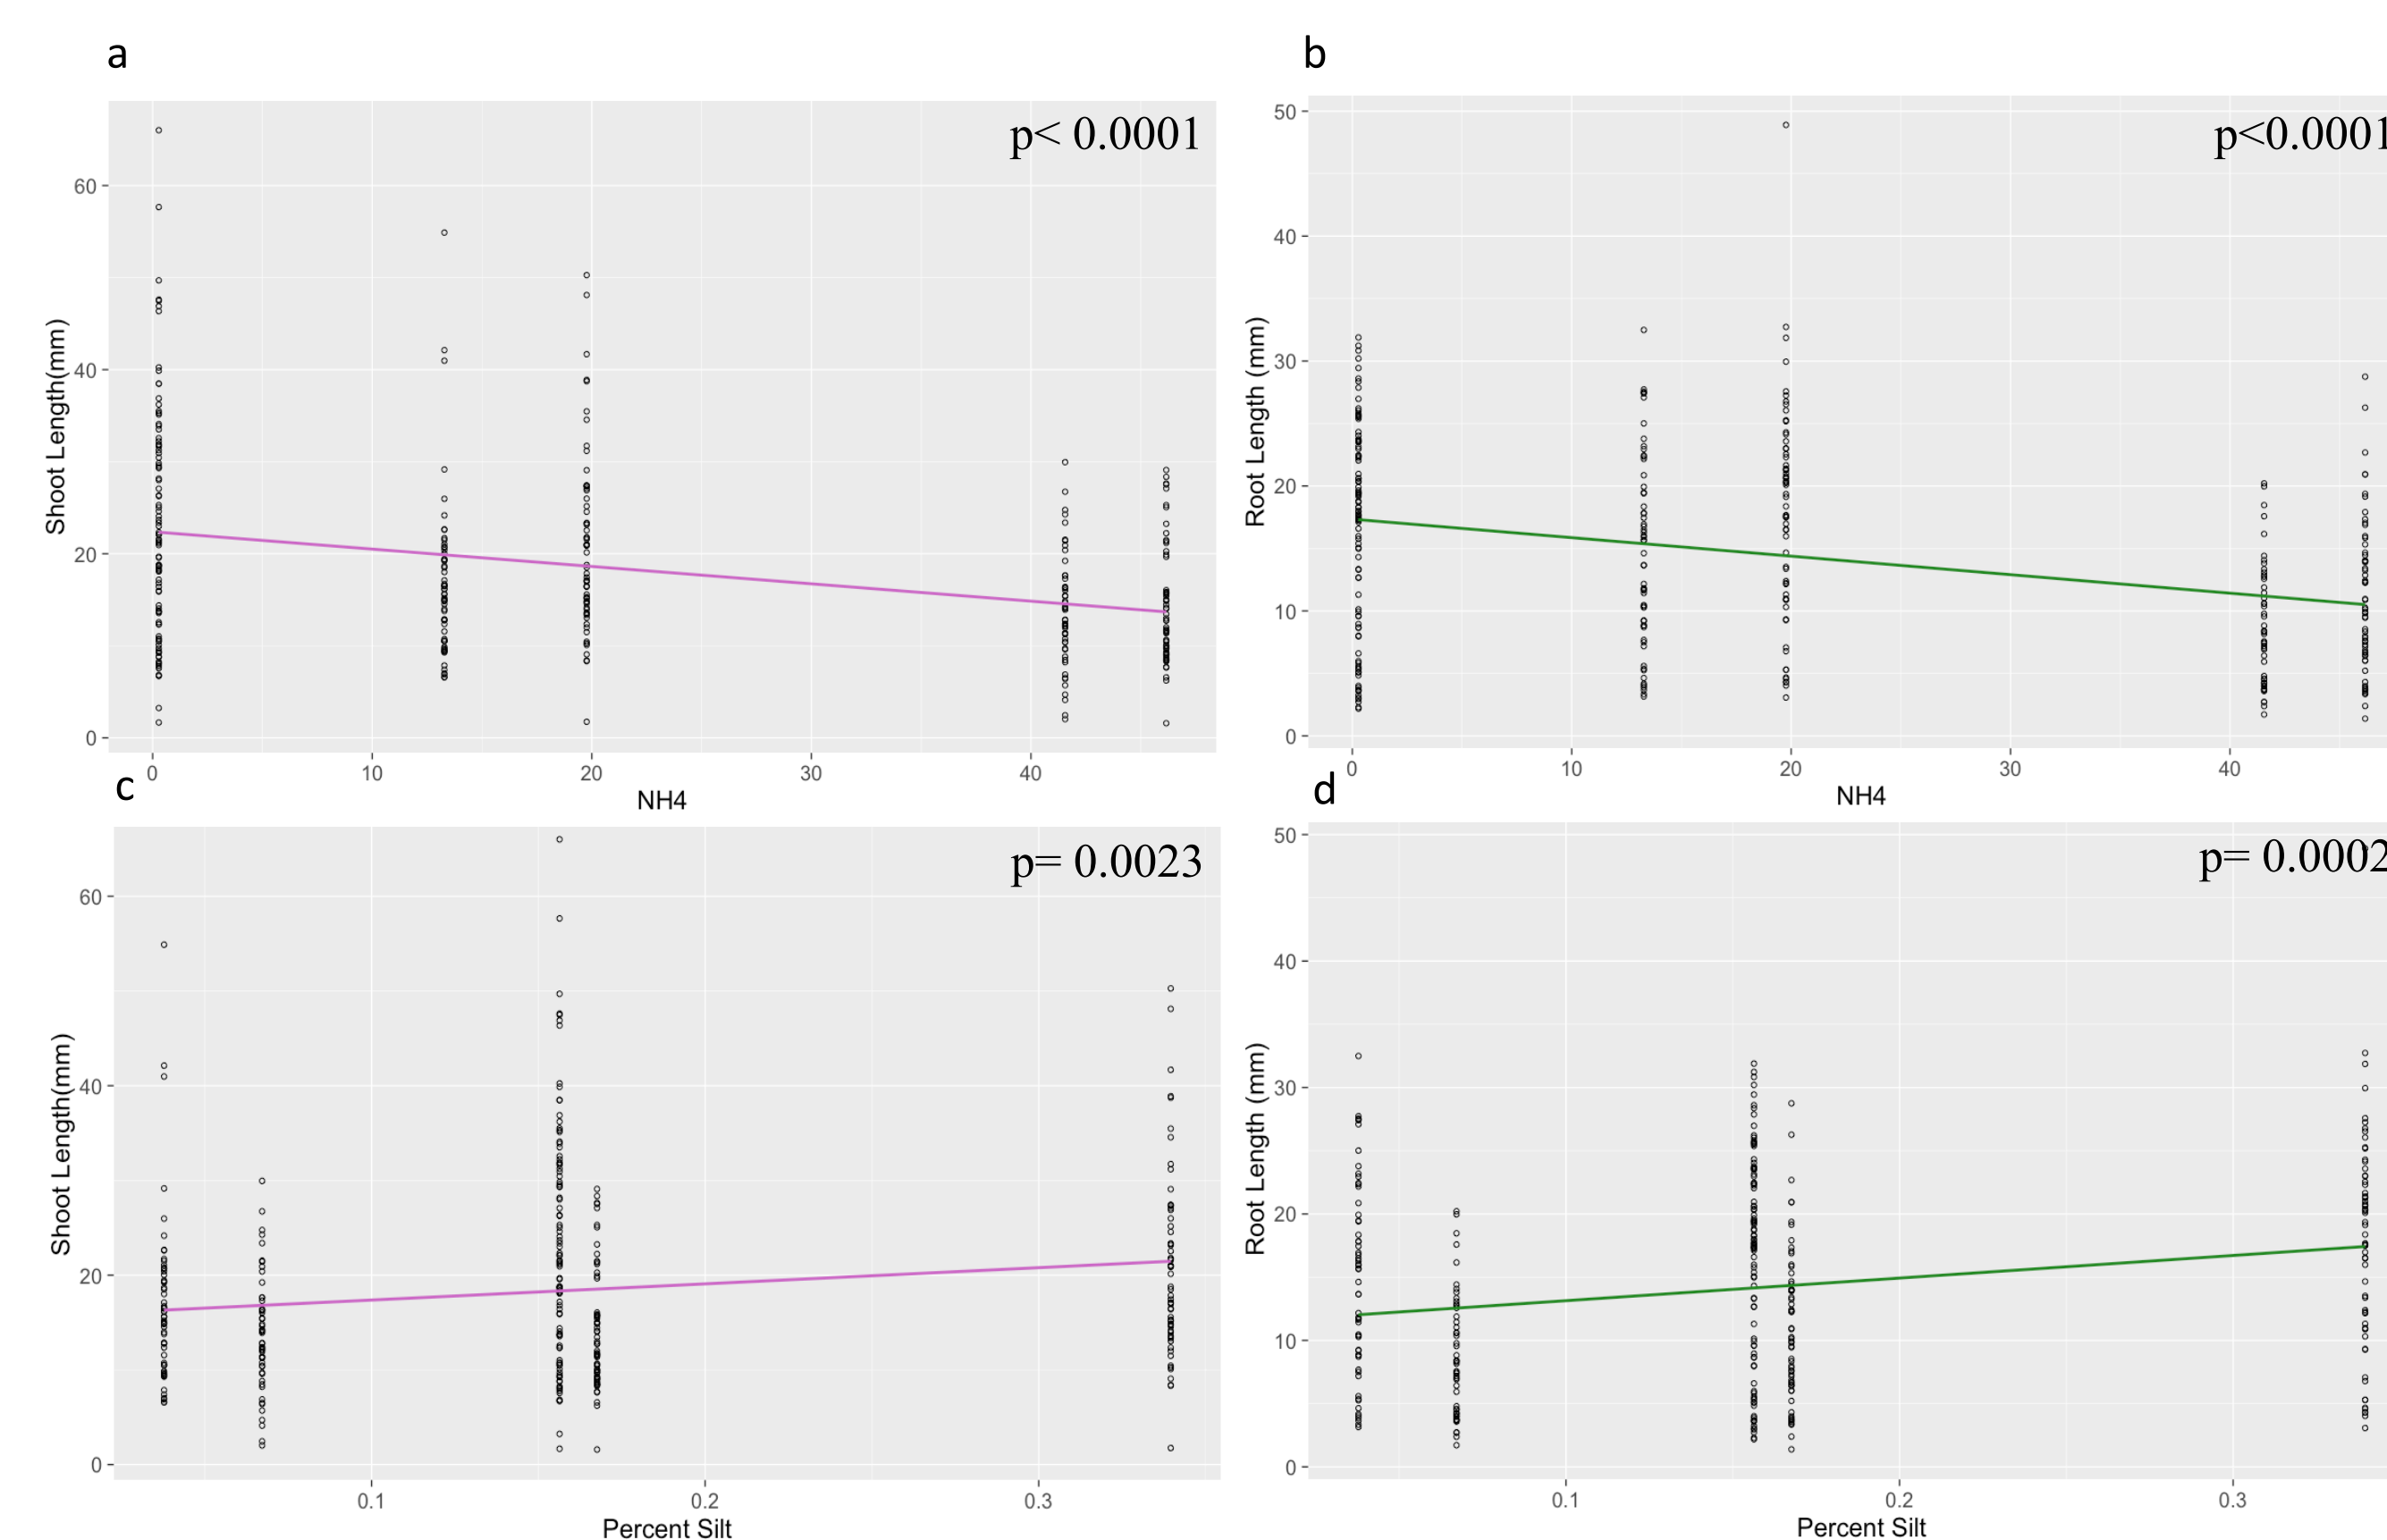 a
p< 0.0001
Shoot Length(mm)
60
40
20
0
0 10 20 30 40
NH4
b
p<0.0001
Root Length (mm)
50
40
30
20
10
0
0 10 20 30 40
NH4
c
p= 0.0023
Shoot Length(mm)
60
40
20
0
0.1 0.2 0.3
Percent Silt
d
p= 0.0002
Root Length (mm)
50
40
30
20
10
0
0.1 0.2 0.3
Percent Silt